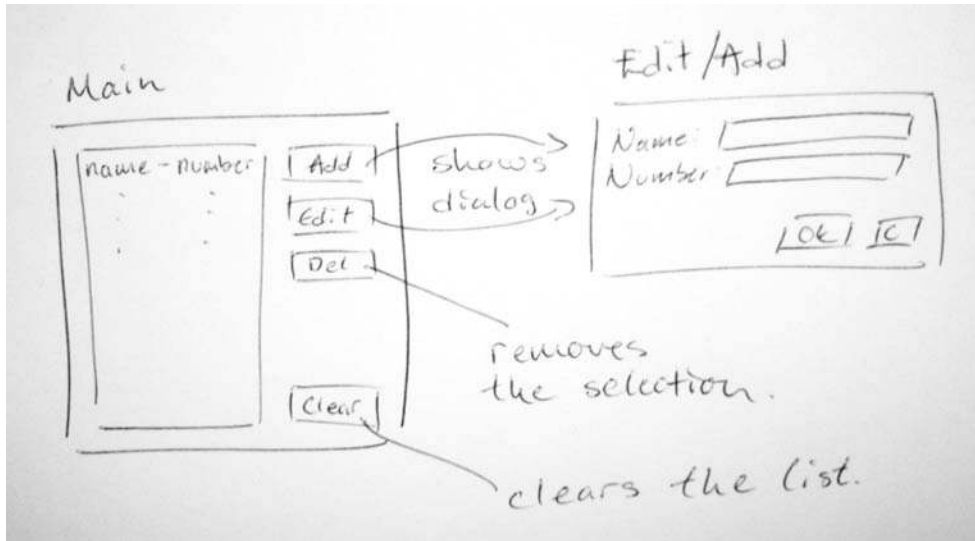 Main
name - number
Add
Edit
Del
Clear
shows
dialog
removes
the selection.
clears the list.
Edit/Add
Name:
Number:
OK
C